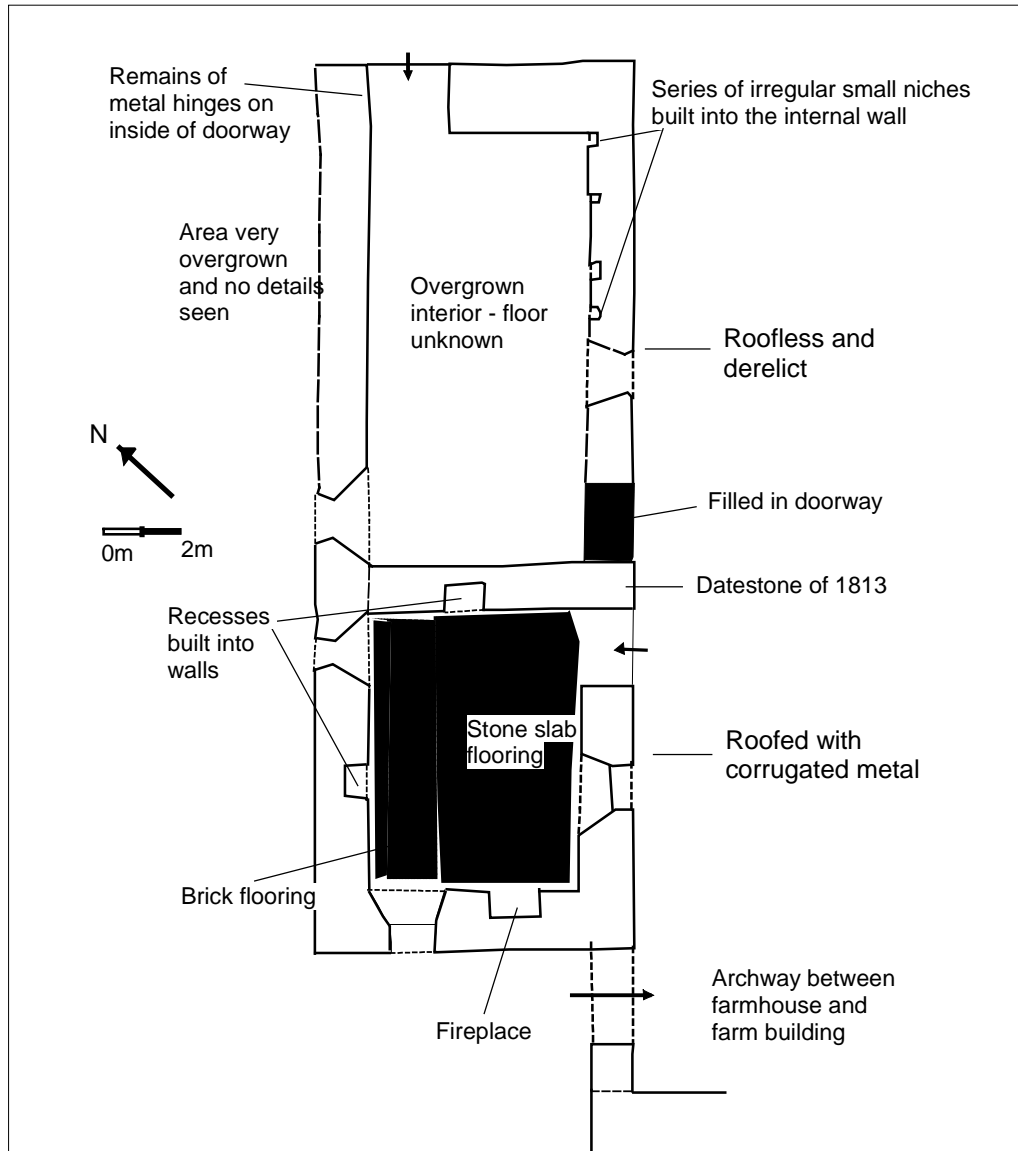 Remains of
metal hinges on
inside of doorway
Series of irregular small niches
built into the internal wall
Area very
overgrown
and no details
seen
Overgrown
interior - floor
unknown
Roofless and
derelict
N
0m
2m
Filled in doorway
Datestone of 1813
Recesses
built into
walls
Stone slab
flooring
Roofed with
corrugated metal
Brick flooring
Archway between
farmhouse and
farm building
Fireplace